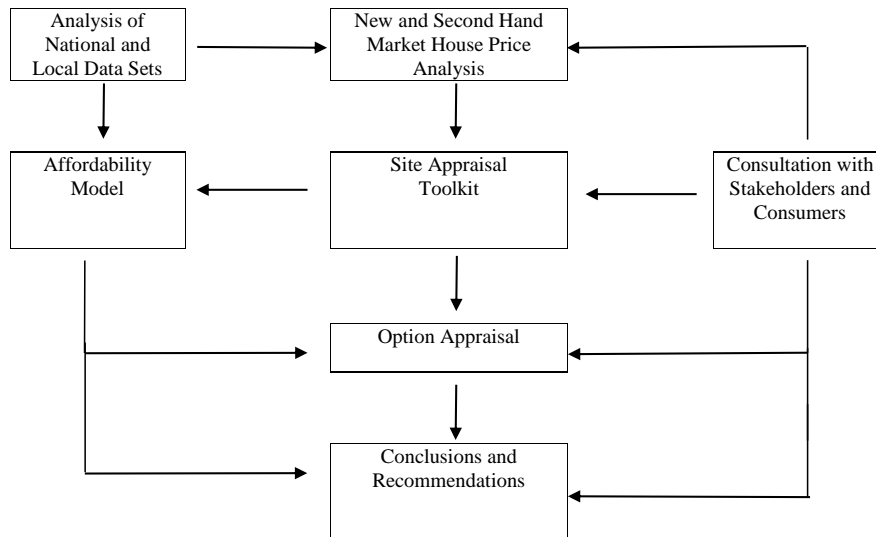 Analysis of
National and
Local Data Sets
New and Second Hand
Market House Price
Analysis
Affordability
Model
Site Appraisal
Toolkit
Consultation with
Stakeholders and
Consumers
Option Appraisal
Conclusions and
Recommendations